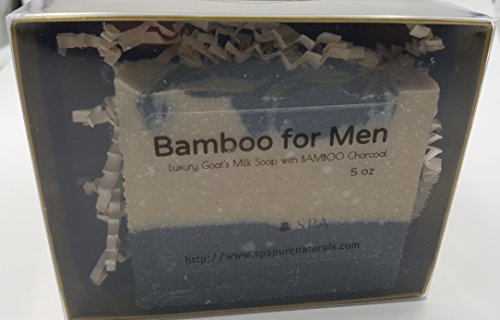 Bamboo for Men
Luxury Goat's Milk Soap with BAMBOO Charcoal
5 oz
SPA
http://www.spapurenaturals.com